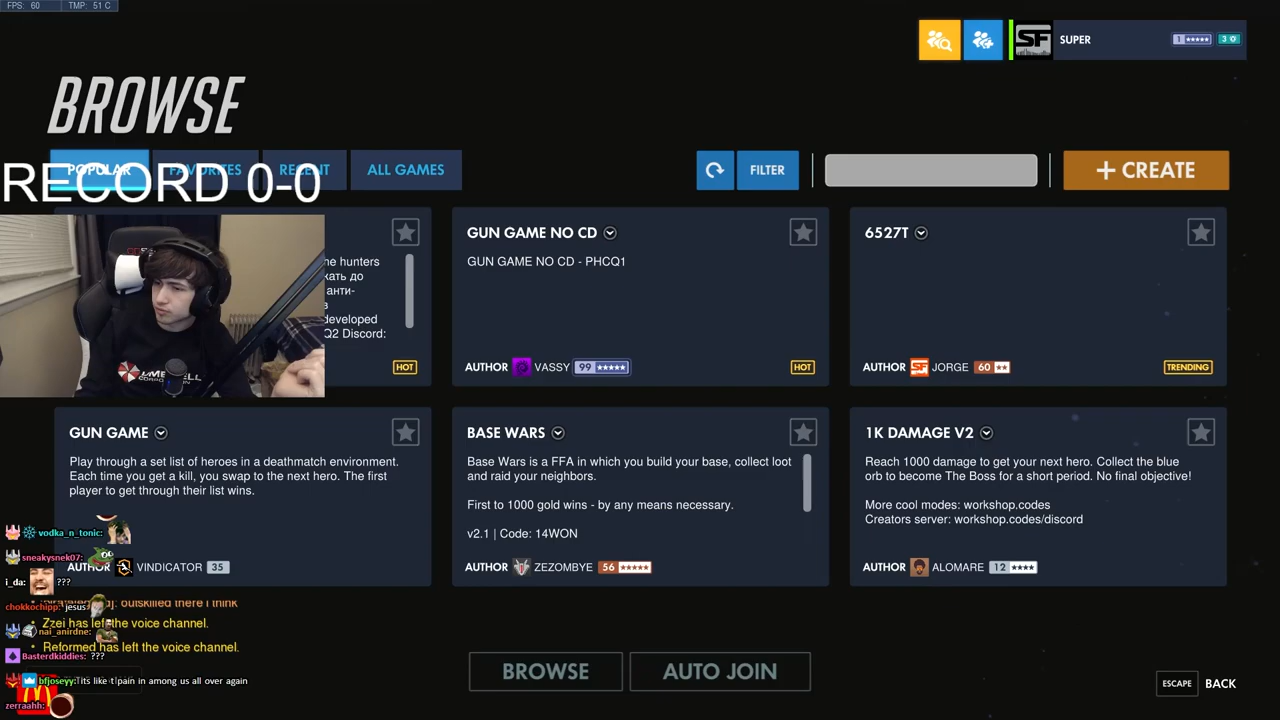 FPS: 60 TMP: 51 C
SUPER
1
3
BROWSE
POPULAR FAVORITES RECENT ALL GAMES
FILTER
+ CREATE
RECORD 0-0
he hunters
кать до
анти-
в
developed
Q2 Discord:
HOT
GUN GAME NO CD
GUN GAME NO CD - PHCQ1
AUTHOR VASSY 99
HOT
6527T
AUTHOR JORGE 60
TRENDING
GUN GAME
Play through a set list of heroes in a deathmatch environment.
Each time you get a kill, you swap to the next hero. The first
player to get through their list wins.
AUTHOR VINDICATOR 35
BASE WARS
Base Wars is a FFA in which you build your base, collect loot
and raid your neighbors.
First to 1000 gold wins - by any means necessary.
v2.1 | Code: 14WON
AUTHOR ZEZOMBYE 56
1K DAMAGE V2
Reach 1000 damage to get your next hero. Collect the blue
orb to become The Boss for a short period. No final objective!
More cool modes: workshop.codes
Creators server: workshop.codes/discord
AUTHOR ALOMARE 12
vodka_n_tonic:
sneakysnek07:
i_da: ???
chokkochipp: jesus
nai_anirdne:
Basterdkiddies: ???
bfjoseyy: Tits like t pain in among us all over again
zerraahh:
outskilled there i think
Zzei has left the voice channel.
Reformed has left the voice channel.
BROWSE
AUTO JOIN
ESCAPE BACK